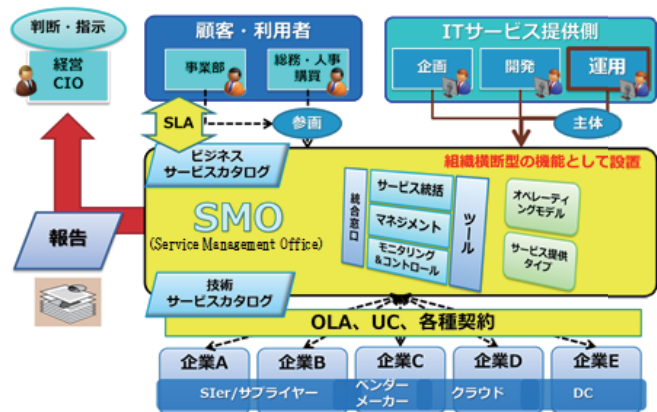 判断・指示
経営
CIO
顧客・利用者
事業部
総務・人事
購買
ITサービス提供側
企画
開発
運用
SLA
参画
主体
ビジネス
サービスカタログ
組織横断型の機能として設置
SMO
(Service Management Office)
統合窓口
サービス統括
マネジメント
モニタリング
&コントロール
ツール
オペレーティ
ングモデル
サービス提供
タイプ
報告
技術
サービスカタログ
OLA、UC、各種契約
企業A
企業B
企業C
企業D
企業E
SIer/サプライヤー
ベンダー
メーカー
クラウド
DC